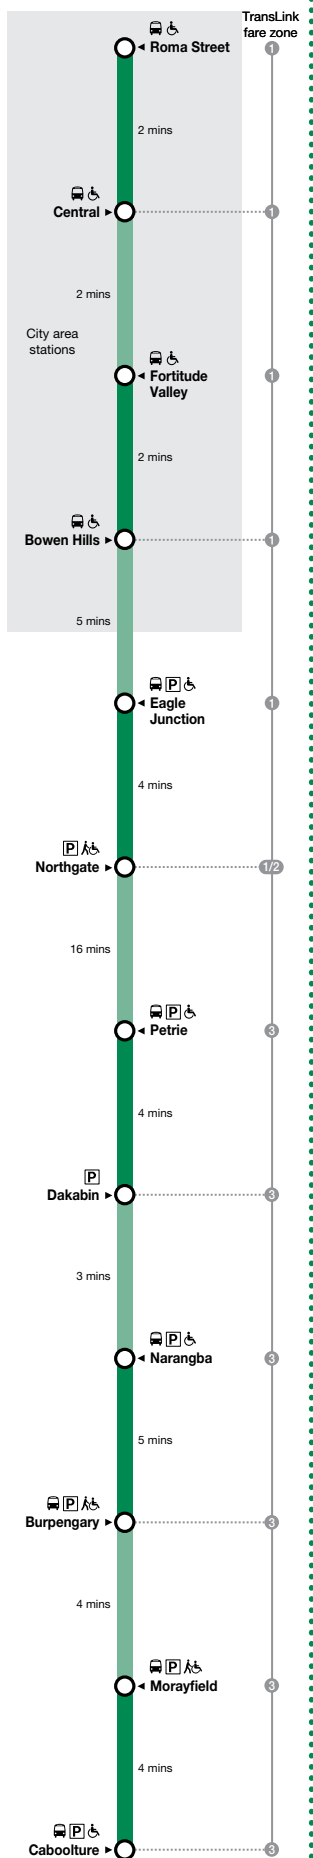 TransLink
fare zone
Roma Street
1
2 mins
Central
1
2 mins
City area
stations
Fortitude
Valley
1
2 mins
Bowen Hills
1
5 mins
P
Eagle
Junction
1
4 mins
P
Northgate
1/2
16 mins
P
Petrie
3
4 mins
P
Dakabin
3
3 mins
P
Narangba
3
5 mins
P
Burpengary
3
4 mins
P
Morayfield
3
4 mins
P
Caboolture
3